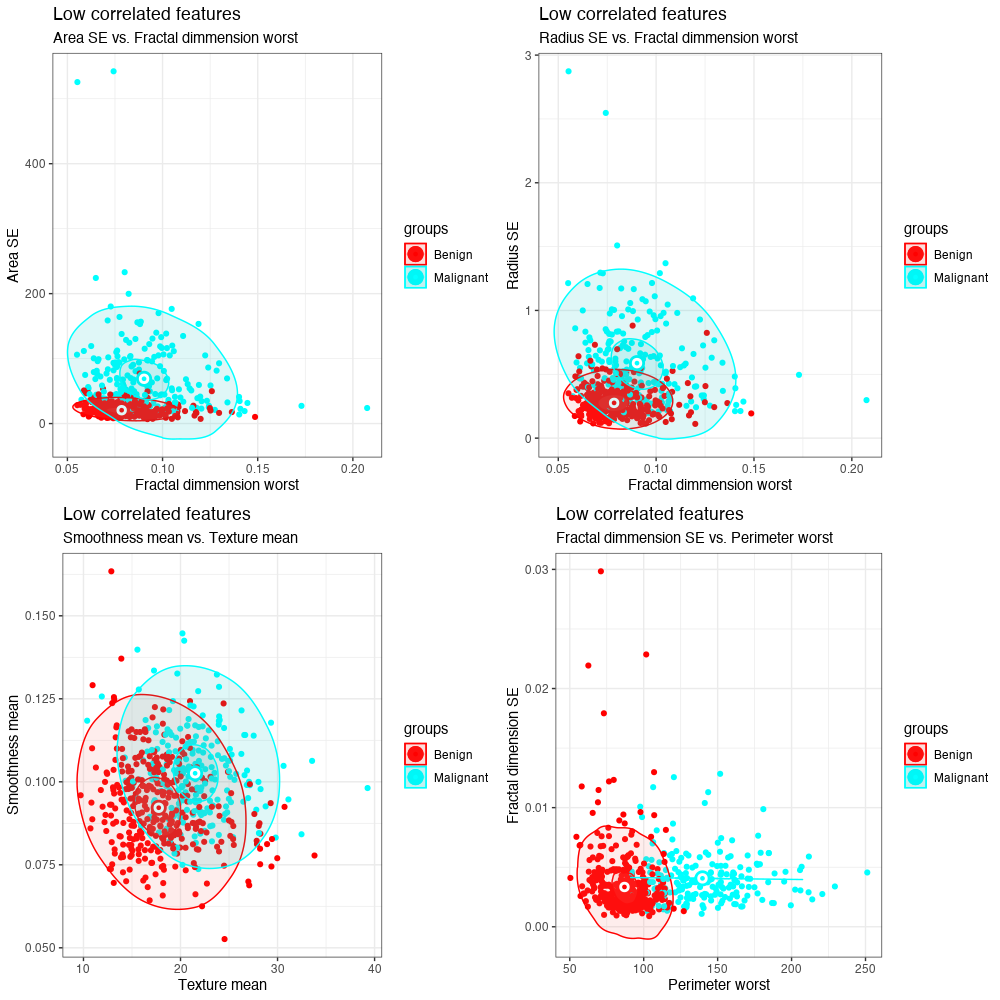 Low correlated features
Area SE vs. Fractal dimmension worst
Area SE
400
200
0
0.05 0.10 0.15 0.20
Fractal dimmension worst
groups
Benign
Malignant
Low correlated features
Radius SE vs. Fractal dimmension worst
Radius SE
3
2
1
0
0.05 0.10 0.15 0.20
Fractal dimmension worst
groups
Benign
Malignant
Low correlated features
Smoothness mean vs. Texture mean
Smoothness mean
0.150
0.125
0.100
0.075
0.050
10 20 30 40
Texture mean
groups
Benign
Malignant
Low correlated features
Fractal dimmension SE vs. Perimeter worst
Fractal dimension SE
0.03
0.02
0.01
0.00
50 100 150 200 250
Perimeter worst
groups
Benign
Malignant